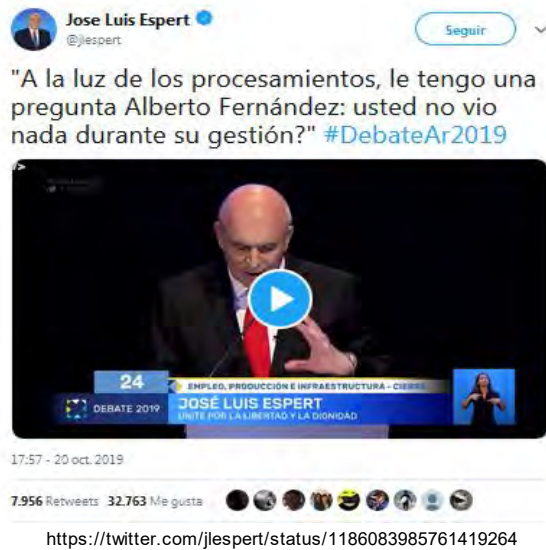 Jose Luis Espert
@jlespert
Seguir
"A la luz de los procesamientos, le tengo una
pregunta Alberto Fernández: usted no vio
nada durante su gestión?" #DebateAr2019
24
EMPLEO, PRODUCCIÓN E INFRAESTRUCTURA - CIERRE
DEBATE 2019
JOSÉ LUIS ESPERT
UNITE POR LA LIBERTAD Y LA DIGNIDAD
17:57 - 20 oct. 2019
7.956 Retweets 32.763 Me gusta
https://twitter.com/jlespert/status/1186083985761419264